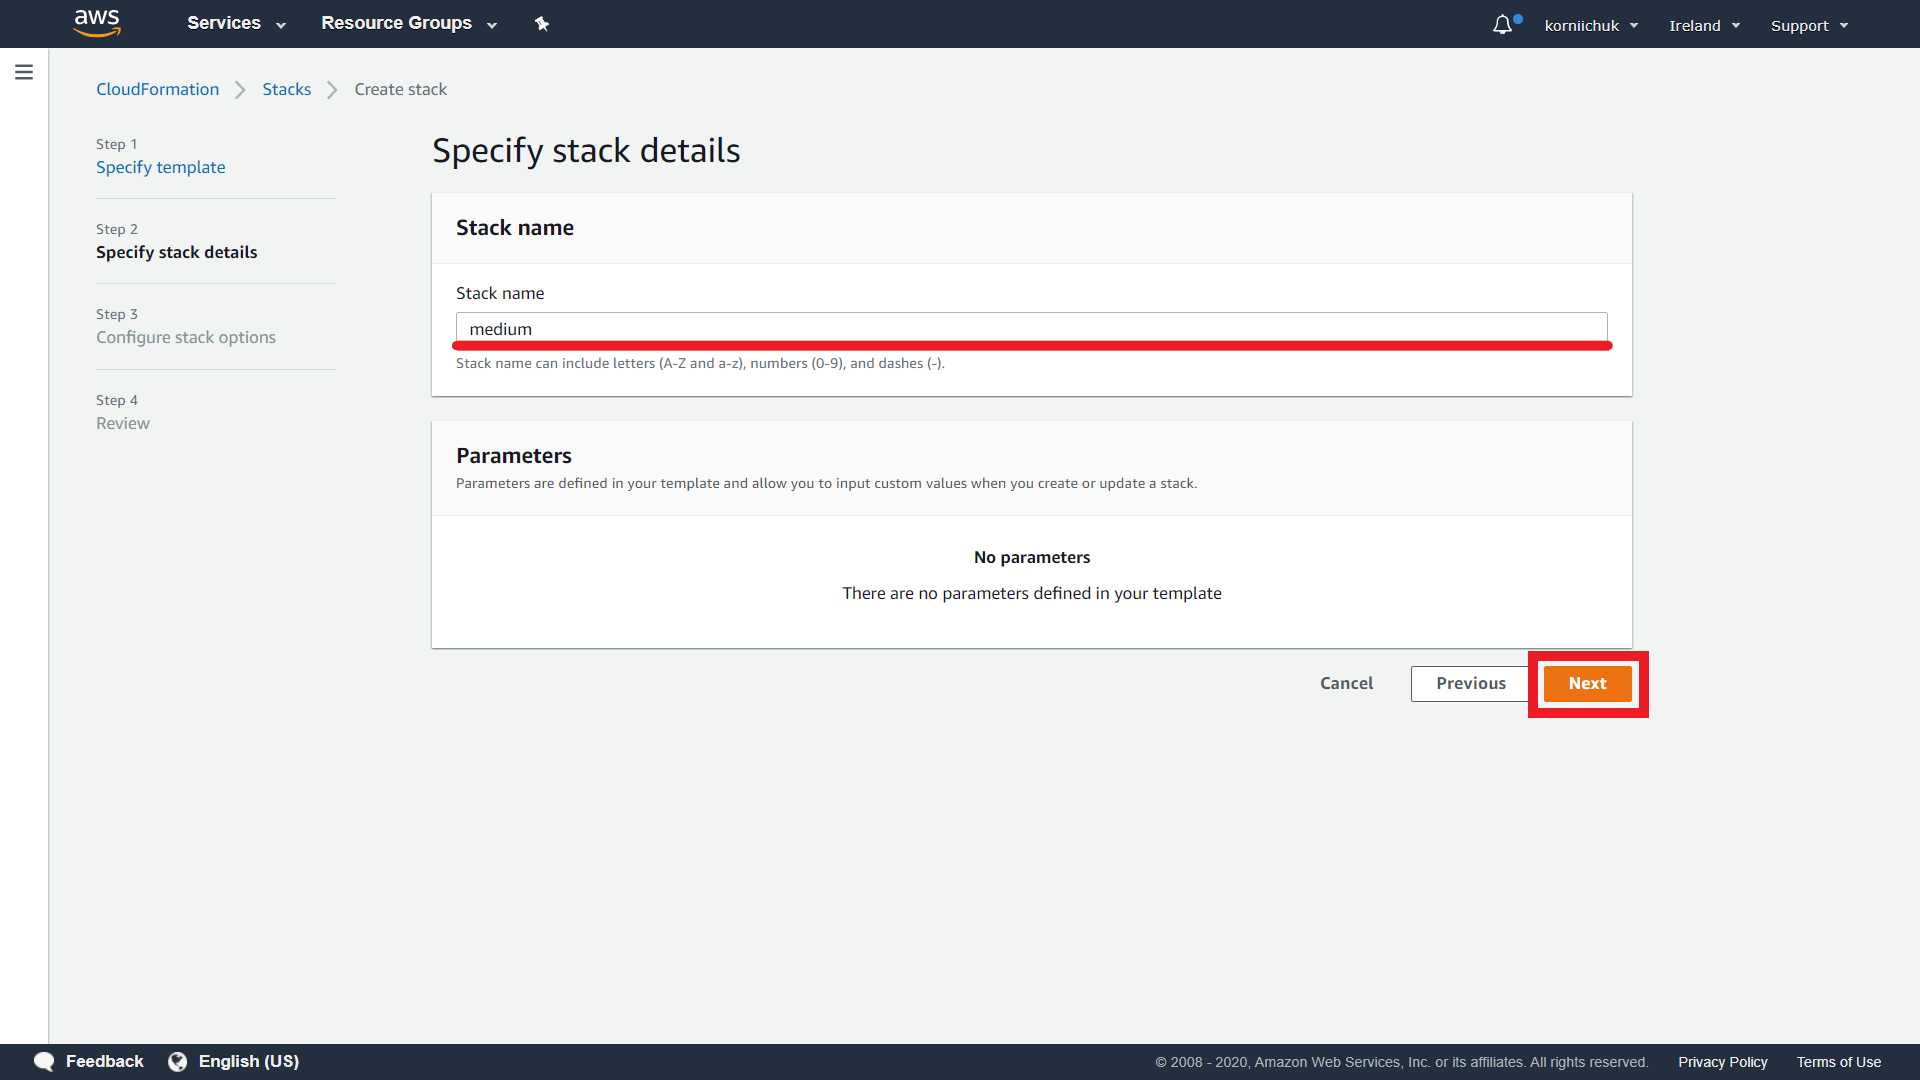 aws Services Resource Groups korniichuk Ireland Support
CloudFormation Stacks Create stack
Step 1
Specify template
Step 2
Specify stack details
Step 3
Configure stack options
Step 4
Review
Specify stack details
Stack name
Stack name
medium
Stack name can include letters (A-Z and a-z), numbers (0-9), and dashes (-).
Parameters
Parameters are defined in your template and allow you to input custom values when you create or update a stack.
No parameters
There are no parameters defined in your template
Cancel Previous Next
Feedback English (US) © 2008 - 2020, Amazon Web Services, Inc. or its affiliates. All rights reserved. Privacy Policy Terms of Use